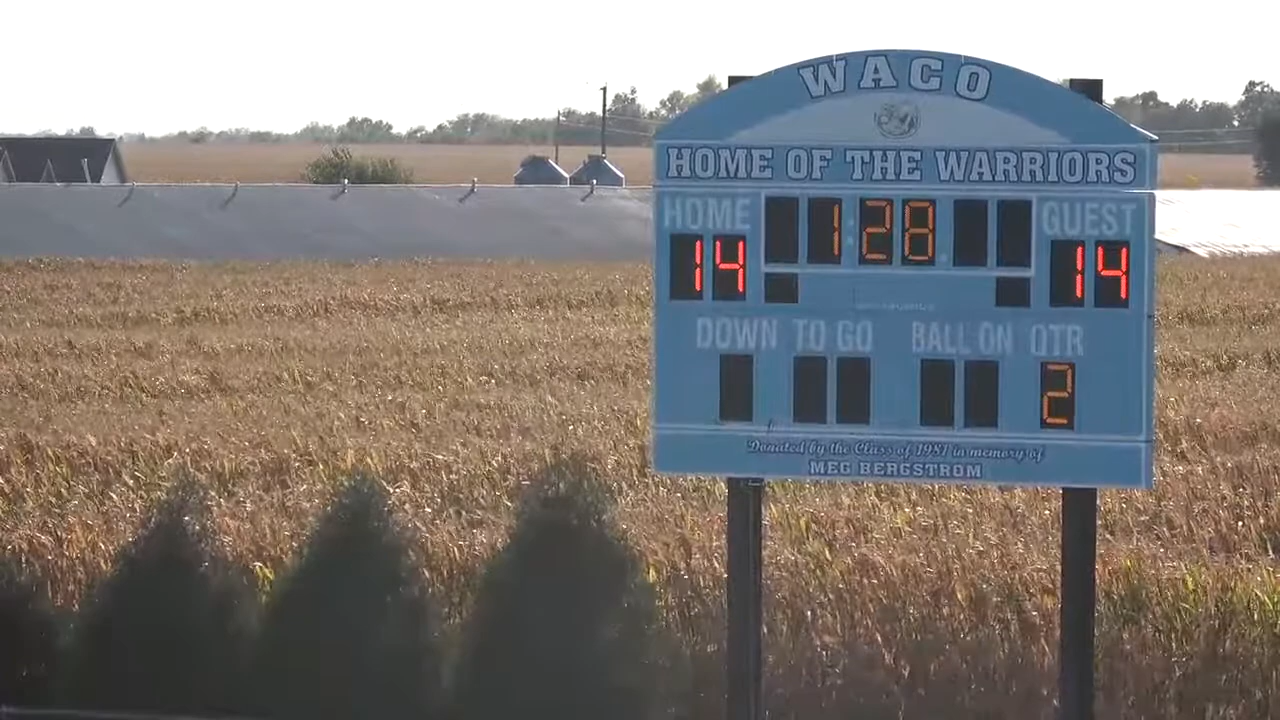 WACO
HOME OF THE WARRIORS
HOME 1:28 GUEST
14 14
DOWN TO GO BALL ON QTR
2
Donated by the Class of 1981 in memory of
MEG BERGSTROM